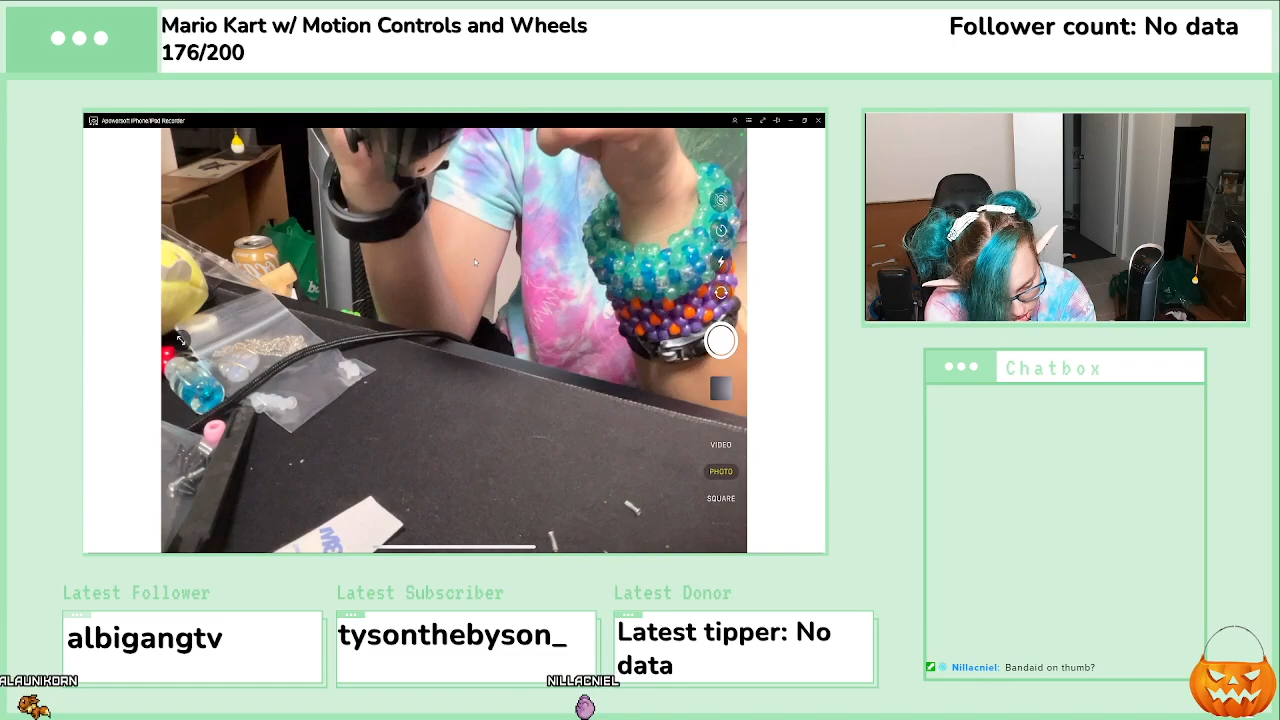 Mario Kart w/ Motion Controls and Wheels
176/200
Follower count: No data
Apowersoft iPhone/iPad Recorder
VIDEO
PHOTO
SQUARE
Chatbox
Nillacniel: Bandaid on thumb?
Latest Follower
Latest Subscriber
Latest Donor
albigangtv
tysonthebyson_
Latest tipper: No
data
ALAUNIKORN
NILLACNIEL